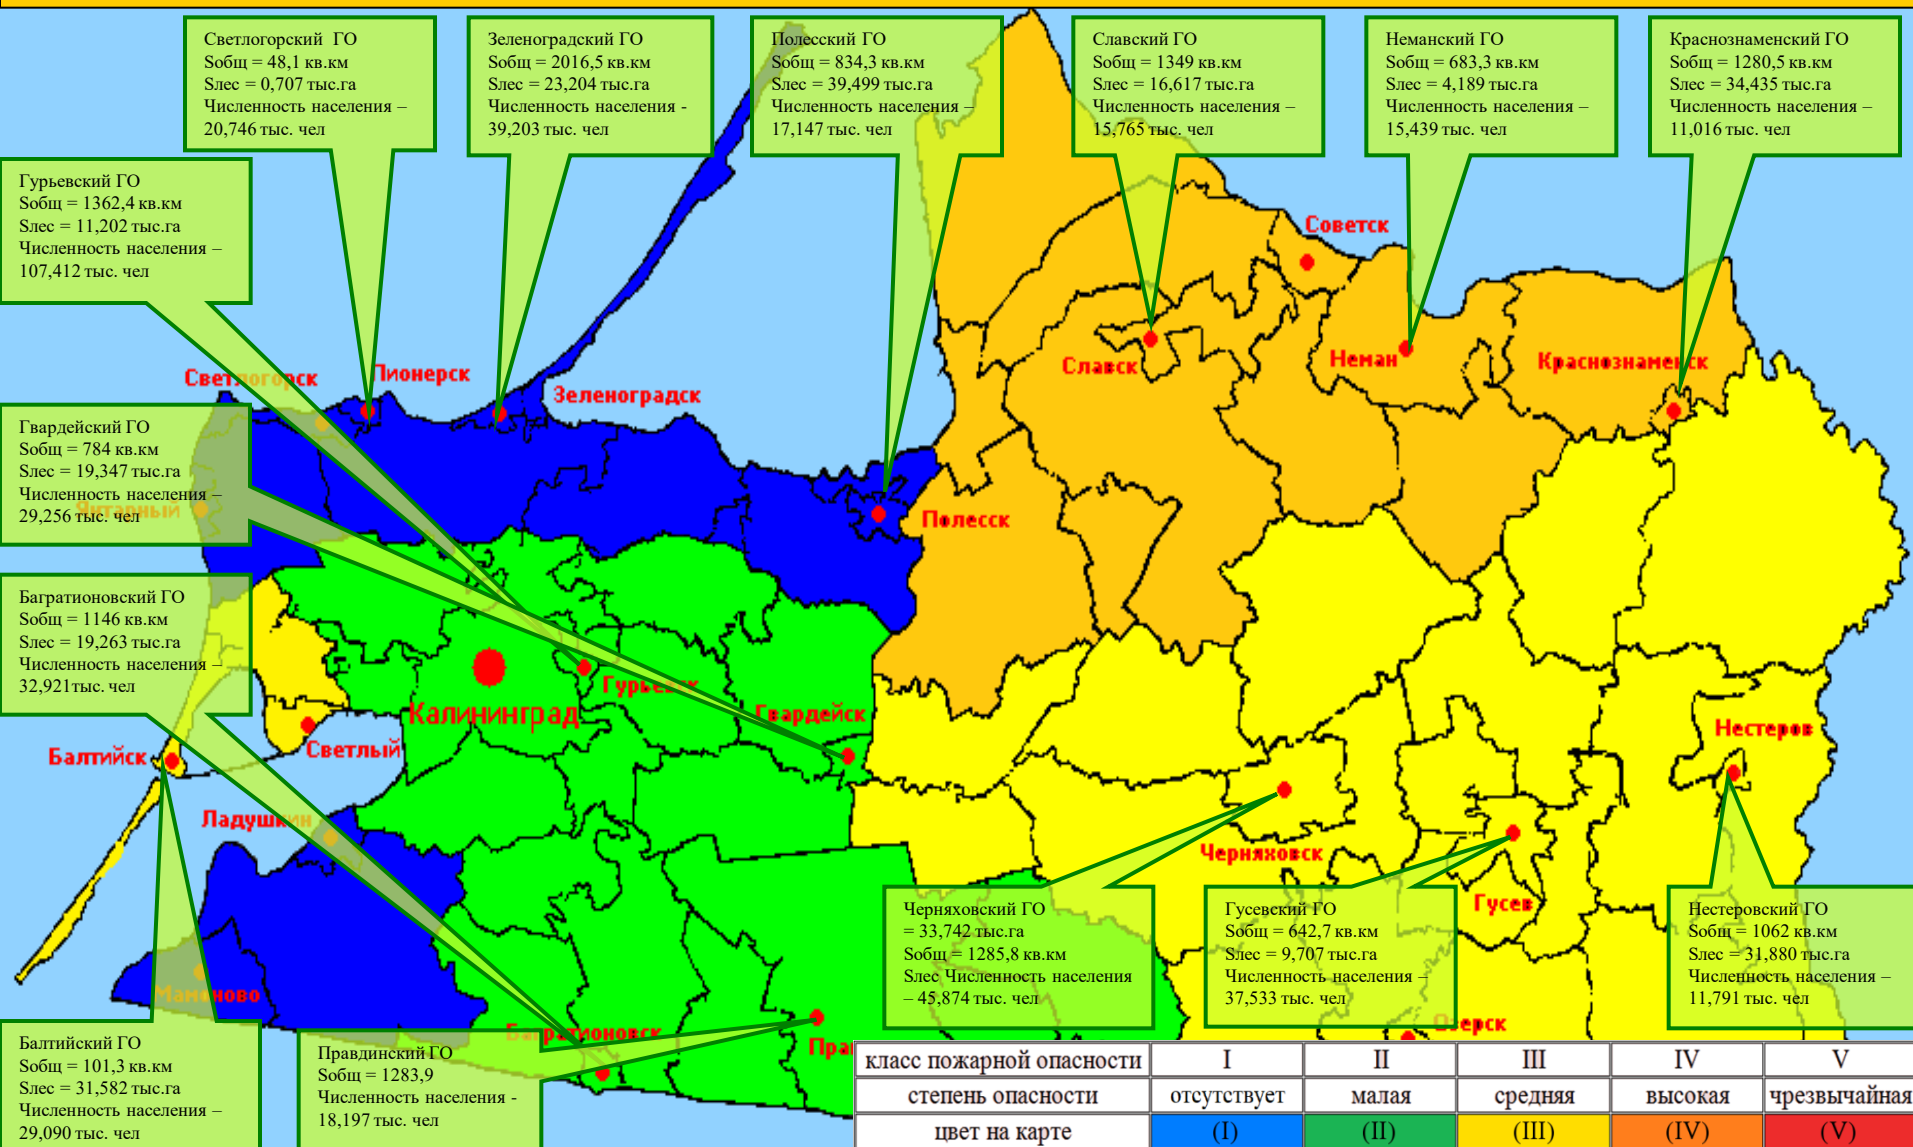 Светлогорский ГО
Sобщ = 48,1 кв.км
Sлес = 0,707 тыс.га
Численность населения –
20,746 тыс. чел
Зеленоградский ГО
Sобщ = 2016,5 кв.км
Sлес = 23,204 тыс.га
Численность населения -
39,203 тыс. чел
Полесский ГО
Sобщ = 834,3 кв.км
Sлес = 39,499 тыс.га
Численность населения –
17,147 тыс. чел
Славский ГО
Sобщ = 1349 кв.км
Sлес = 16,617 тыс.га
Численность населения –
15,765 тыс. чел
Неманский ГО
Sобщ = 683,3 кв.км
Sлес = 4,189 тыс.га
Численность населения –
15,439 тыс. чел
Краснознаменский ГО
Sобщ = 1280,5 кв.км
Sлес = 34,435 тыс.га
Численность населения –
11,016 тыс. чел
Гурьевский ГО
Sобщ = 1362,4 кв.км
Sлес = 11,202 тыс.га
Численность населения –
107,412 тыс. чел
Советск
Славск
Неман
Краснознаменск
Светлогорск
Пионерск
Зеленоградск
Гвардейский ГО
Sобщ = 784 кв.км
Sлес = 19,347 тыс.га
Численность населения –
29,256 тыс. чел
Янтарный
Полесск
Багратионовский ГО
Sобщ = 1146 кв.км
Sлес = 19,263 тыс.га
Численность населения –
32,921тыс. чел
Гурьевск
Калининград
Гвардейск
Нестеров
Балтийск
Светлый
Ладушкин
Черняховск
Гусев
Черняховский ГО
= 33,742 тыс.га
Sобщ = 1285,8 кв.км
Sлес Численность населения
– 45,874 тыс. чел
Гусевский ГО
Sобщ = 642,7 кв.км
Sлес = 9,707 тыс.га
Численность населения –
37,533 тыс. чел
Нестеровский ГО
Sобщ = 1062 кв.км
Sлес = 31,880 тыс.га
Численность населения –
11,791 тыс. чел
Мамоново
Багратионовск
Озерск
Пра
Балтийский ГО
Sобщ = 101,3 кв.км
Sлес = 31,582 тыс.га
Численность населения –
29,090 тыс. чел
Правдинский ГО
Sобщ = 1283,9
Численность населения -
18,197 тыс. чел
класс пожарной опасности I II III IV V
степень опасности отсутствует малая средняя высокая чрезвычайная
цвет на карте (I) (II) (III) (IV) (V)